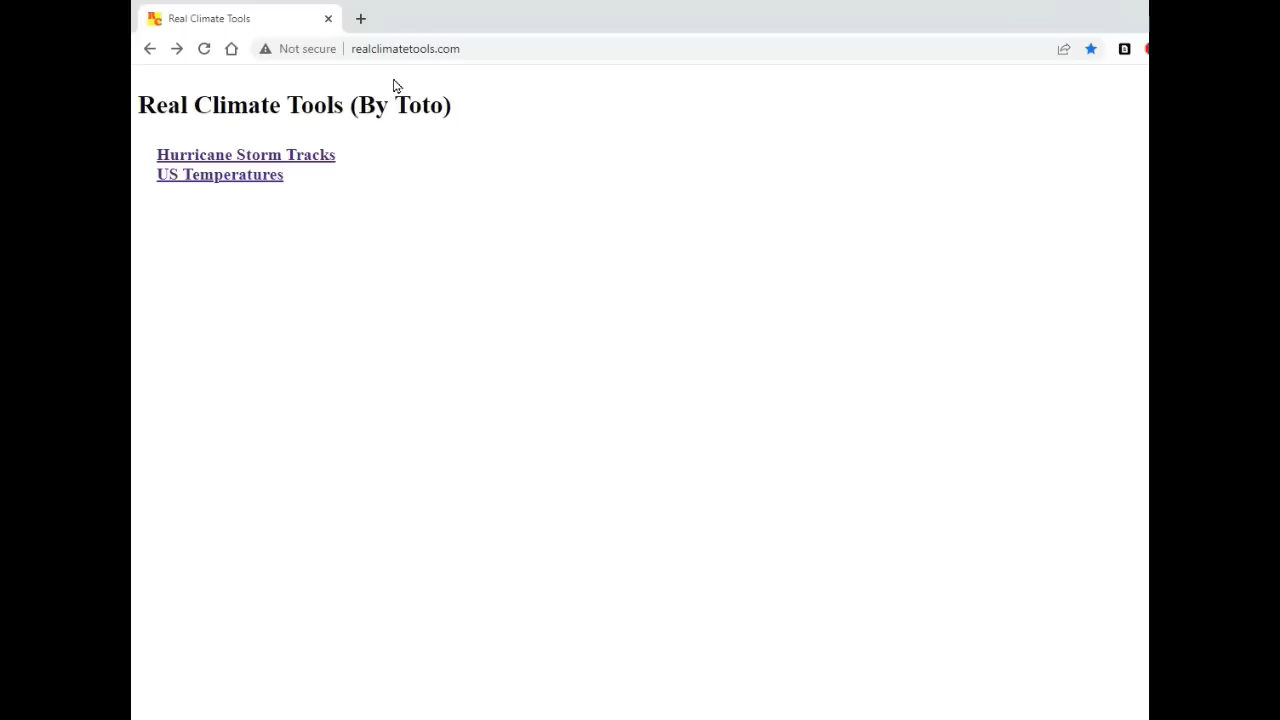 Real Climate Tools
Not secure
realclimatetools.com
Real Climate Tools (By Toto)
Hurricane Storm Tracks
US Temperatures